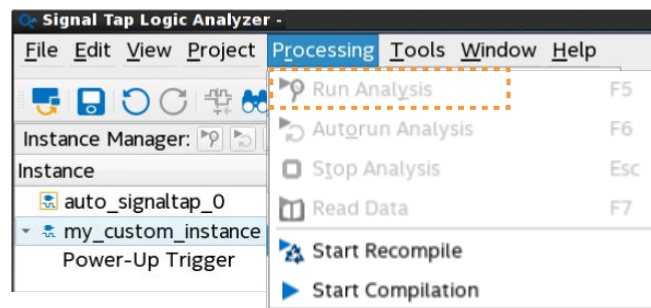 Signal Tap Logic Analyzer -
File Edit View Project Processing Tools Window Help
Run Analysis F5
Autorun Analysis F6
Instance Manager:
Stop Analysis Esc
Instance
Read Data F7
auto_signaltap_0
my_custom_instance
Start Recompile
Power-Up Trigger
Start Compilation